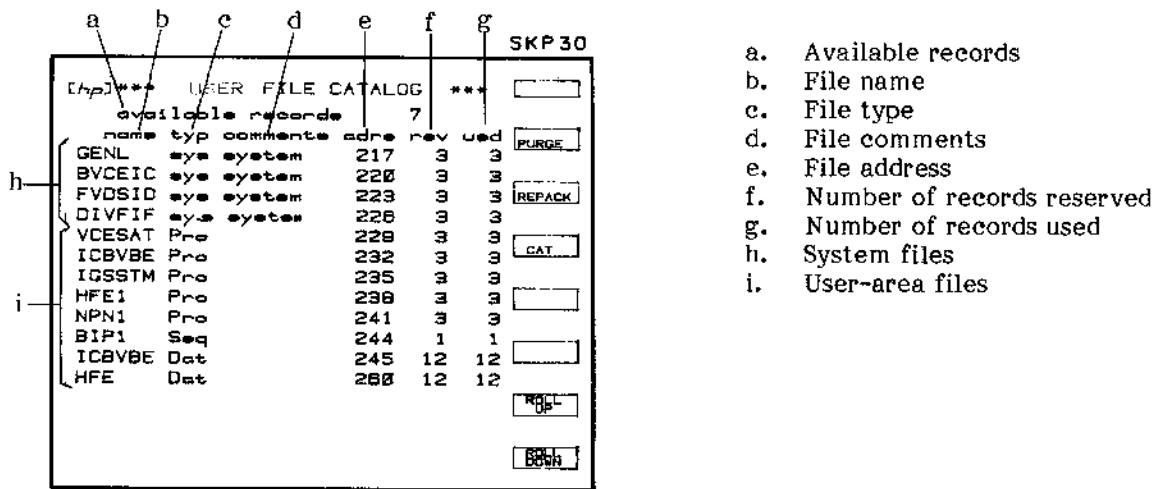 a b c d e f g
SKP30
[hp]*** USER FILE CATALOG ***
available records 7
name typ comments adrs rsv usd
GENL sys system 217 3 3
BVCEIC sys system 220 3 3
FVDSID sys system 223 3 3
DIVFIF sys system 226 3 3
VCESAT Pro 229 3 3
ICBVBE Pro 232 3 3
IGSSTM Pro 235 3 3
HFE1 Pro 238 3 3
NPN1 Pro 241 3 3
BIP1 Seq 244 1 1
ICBVBE Dat 245 12 12
HFE Dat 260 12 12
h
i
PURGE
REPACK
CAT
ROLL UP
ROLL DOWN
a. Available records
b. File name
c. File type
d. File comments
e. File address
f. Number of records reserved
g. Number of records used
h. System files
i. User-area files